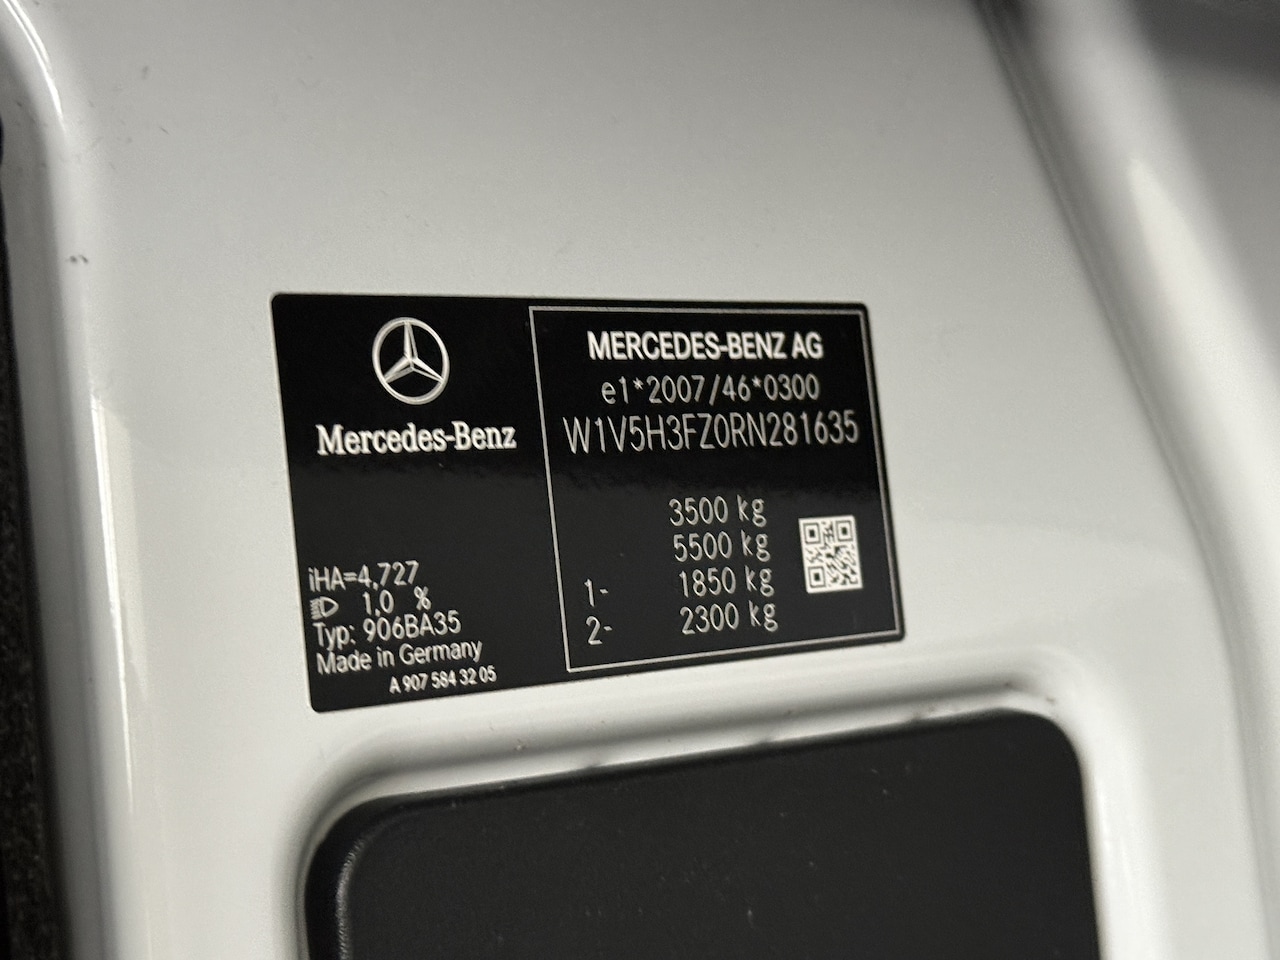 Mercedes-Benz
iHA=4,727
1,0 %
Typ: 906BA35
Made in Germany
A 907 584 32 05
MERCEDES-BENZ AG
e1*2007/46*0300
W1V5H3FZ0RN281635
3500 kg
5500 kg
1- 1850 kg
2- 2300 kg